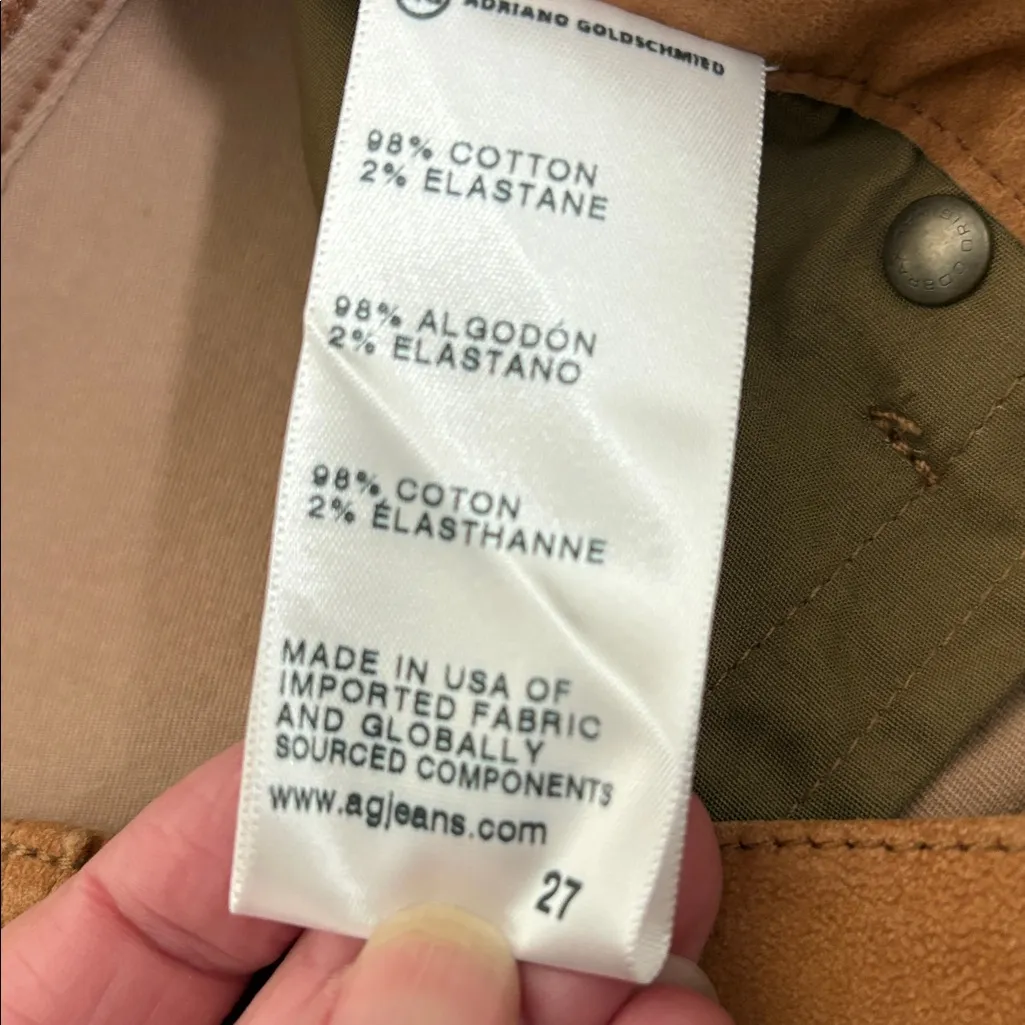 ADRIANO GOLDSCHMIED
98% COTTON
2% ELASTANE
98% ALGODÓN
2% ELASTANO
98% COTON
2% ÉLASTHANNE
MADE IN USA OF
IMPORTED FABRIC
AND GLOBALLY
SOURCED COMPONENTS
www.agjeans.com
27